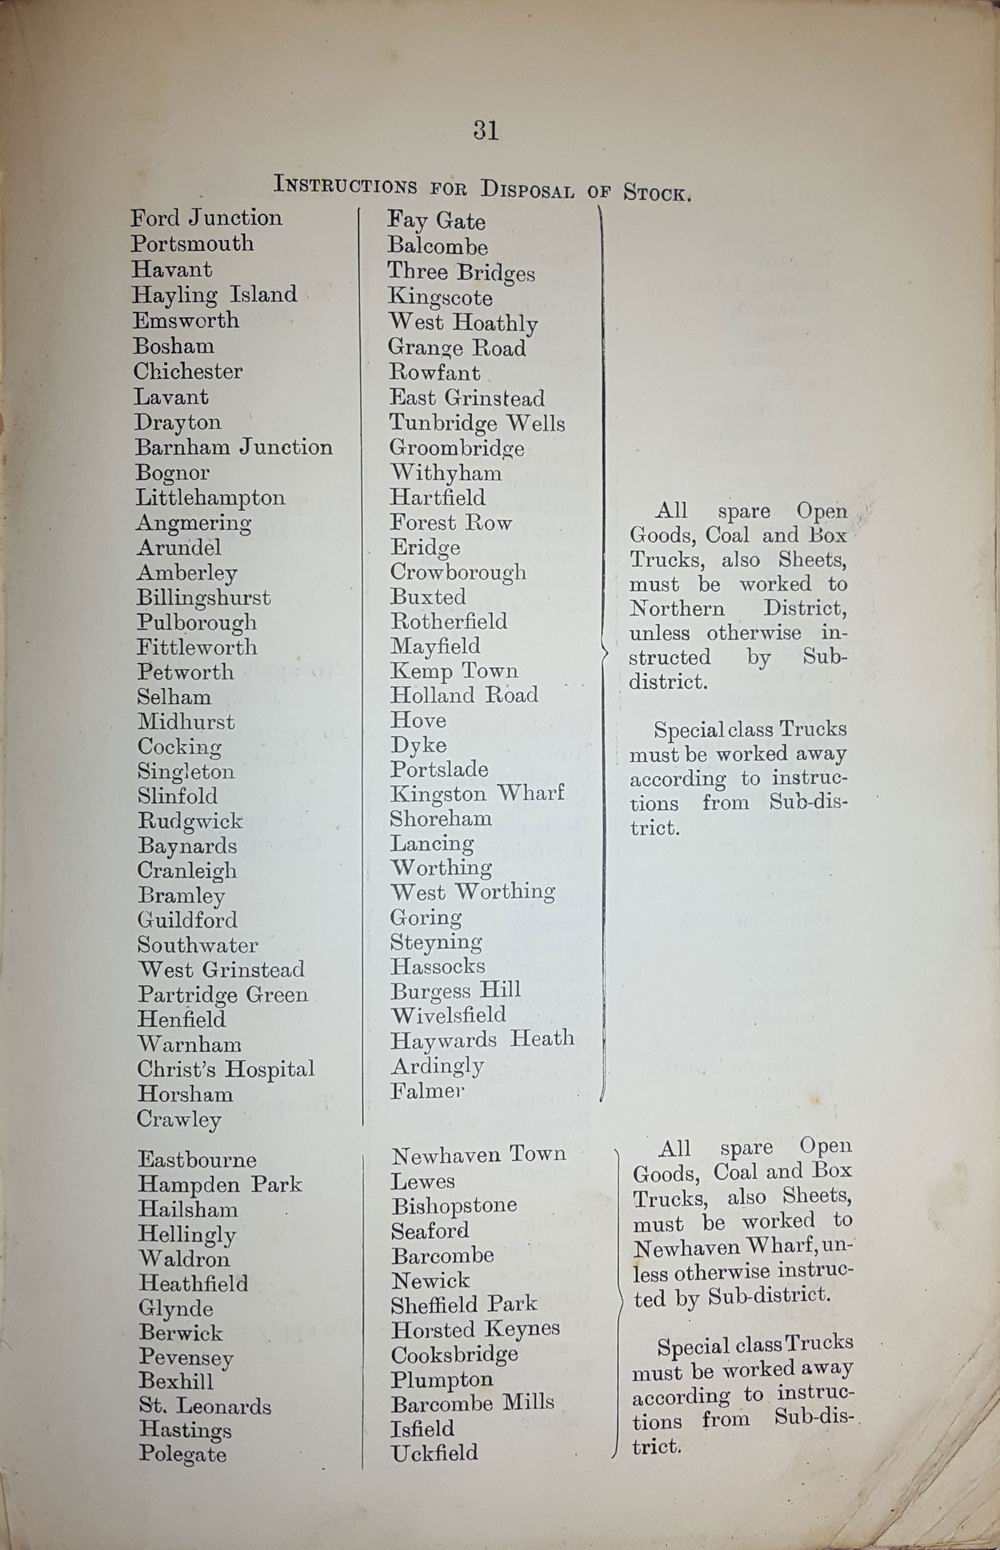 31
Instructions for Disposal of Stock.
Ford Junction
Portsmouth
Havant
Hayling Island
Emsworth
Bosham
Chichester
Lavant
Drayton
Barnham Junction
Bognor
Littlehampton
Angmering
Arundel
Amberley
Billingshurst
Pulborough
Fittleworth
Petworth
Selham
Midhurst
Cocking
Singleton
Slinfold
Rudgwick
Baynards
Cranleigh
Bramley
Guildford
Southwater
West Grinstead
Partridge Green
Henfield
Warnham
Christ's Hospital
Horsham
Crawley
Fay Gate
Balcombe
Three Bridges
Kingscote
West Hoathly
Grange Road
Rowfant
East Grinstead
Tunbridge Wells
Groombridge
Withyham
Hartfield
Forest Row
Eridge
Crowborough
Buxted
Rotherfield
Mayfield
Kemp Town
Holland Road
Hove
Dyke
Portslade
Kingston Wharf
Shoreham
Lancing
Worthing
West Worthing
Goring
Steyning
Hassocks
Burgess Hill
Wivelsfield
Haywards Heath
Ardingly
Falmer
All spare Open
Goods, Coal and Box
Trucks, also Sheets,
must be worked to
Northern District,
unless otherwise in-
structed by Sub-
district.
Special class Trucks
must be worked away
according to instruc-
tions from Sub-dis-
trict.
Eastbourne
Hampden Park
Hailsham
Hellingly
Waldron
Heathfield
Glynde
Berwick
Pevensey
Bexhill
St. Leonards
Hastings
Polegate
Newhaven Town
Lewes
Bishopstone
Seaford
Barcombe
Newick
Sheffield Park
Horsted Keynes
Cooksbridge
Plumpton
Barcombe Mills
Isfield
Uckfield
All spare Open
Goods, Coal and Box
Trucks, also Sheets,
must be worked to
Newhaven Wharf, un-
less otherwise instruc-
ted by Sub-district.
Special class Trucks
must be worked away
according to instruc-
tions from Sub-dis-
trict.